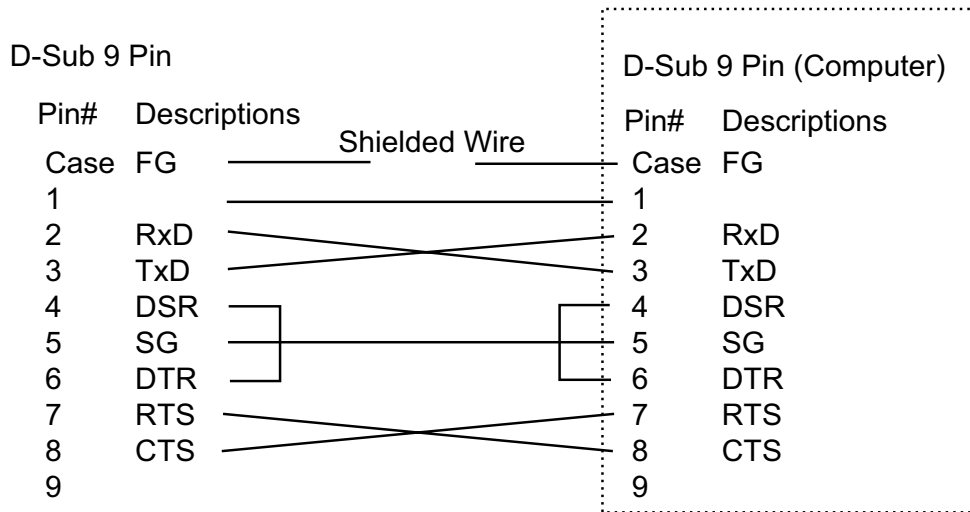 D-Sub 9 Pin
Pin# Descriptions
Case FG
1
2 RxD
3 TxD
4 DSR
5 SG
6 DTR
7 RTS
8 CTS
9
Shielded Wire
D-Sub 9 Pin (Computer)
Pin# Descriptions
Case FG
1
2 RxD
3 TxD
4 DSR
5 SG
6 DTR
7 RTS
8 CTS
9